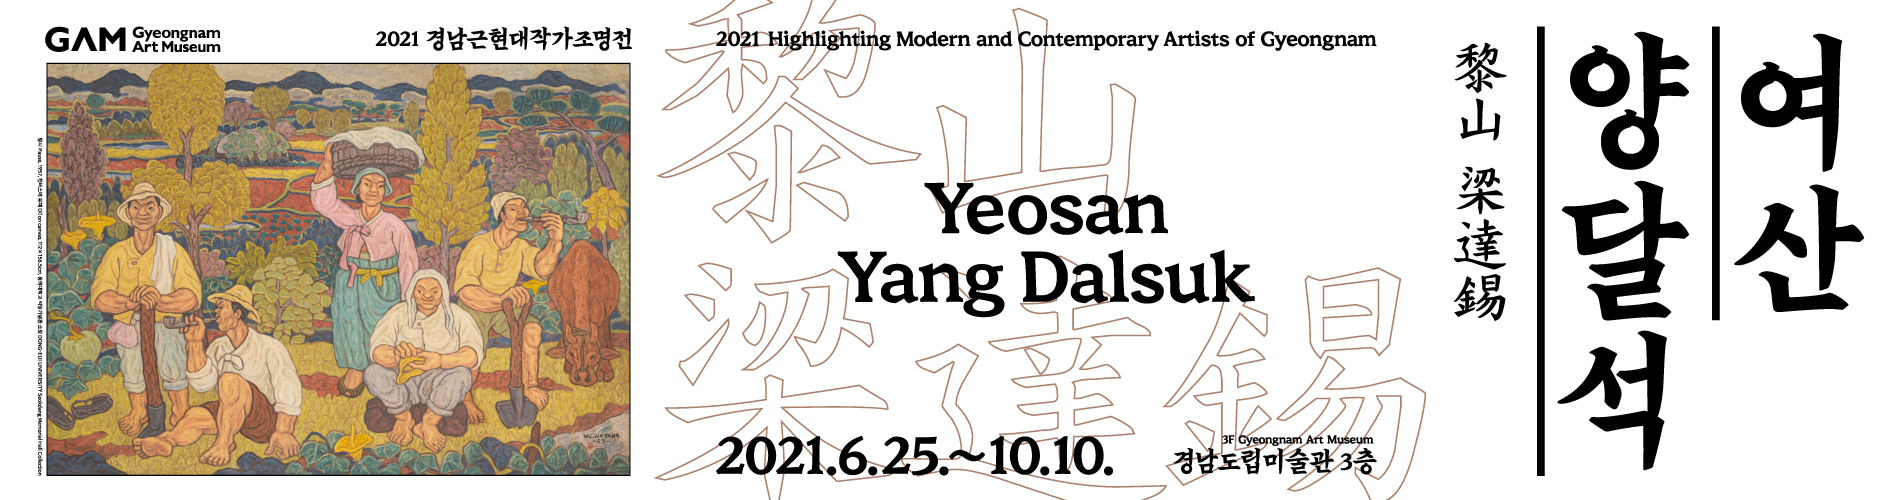 GAM Gyeongnam
Art Museum
2021 경남근현대작가조명전
2021 Highlighting Modern and Contemporary Artists of Gyeongnam
黎山
梁達錫
Yeosan
Yang Dalsuk
2021.6.25.~10.10.
3F Gyeongnam Art Museum
경남도립미술관 3층
黎山 梁達錫
여산
양달석